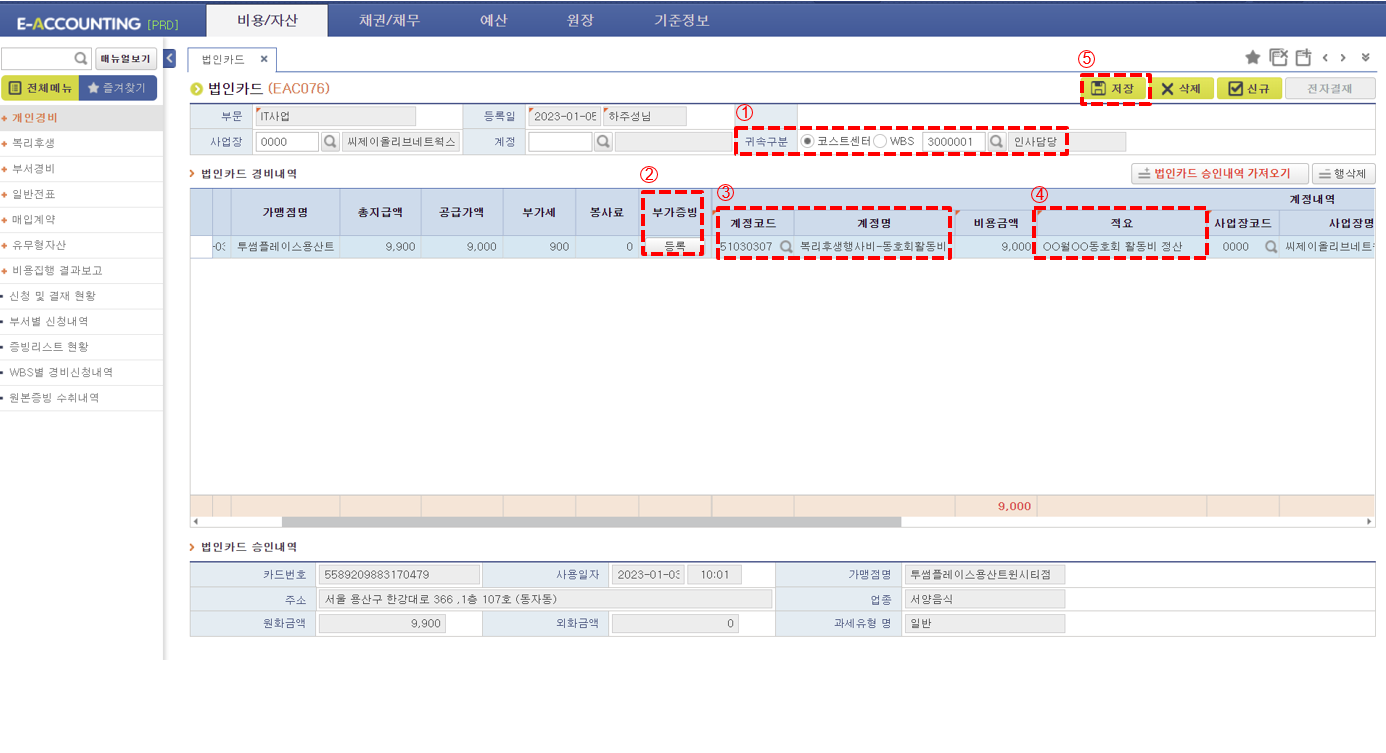 E-ACCOUNTING [PRD]
비용/자산 채권/채무 예산 원장 기준정보
매뉴얼보기
전체메뉴 즐겨찾기
개인경비
복리후생
부서경비
일반전표
매입계약
유무형자산
비용집행 결과보고
신청 및 결재 현황
부서별 신청내역
증빙리스트 현황
WBS별 경비신청내역
원본증빙 수취내역
법인카드
⑤
법인카드 (EAC076)
저장 삭제 신규 전자결재
①
부문 IT사업 등록일 2023-01-05 하주성님
사업장 0000 씨제이올리브네트웍스 계정 귀속구분 코스트센터 WBS 3000001 인사담당
법인카드 경비내역 법인카드 승인내역 가져오기 행삭제
② ③ ④
계정내역
가맹점명 총지급액 공급가액 부가세 봉사료 부가증빙 계정코드 계정명 비용금액 적요 사업장코드 사업장명
-03 투썸플레이스용산트 9,900 9,000 900 0 등록 51030307 복리후생행사비-동호회활동비 9,000 OO월OO동호회 활동비 정산 0000 씨제이올리브네트
9,000
법인카드 승인내역
카드번호 5589209883170479 사용일자 2023-01-03 10:01 가맹점명 투썸플레이스용산트윈시티점
주소 서울 용산구 한강대로 366 ,1층 107호 (동자동) 업종 서양음식
원화금액 9,900 외화금액 0 과세유형 명 일반